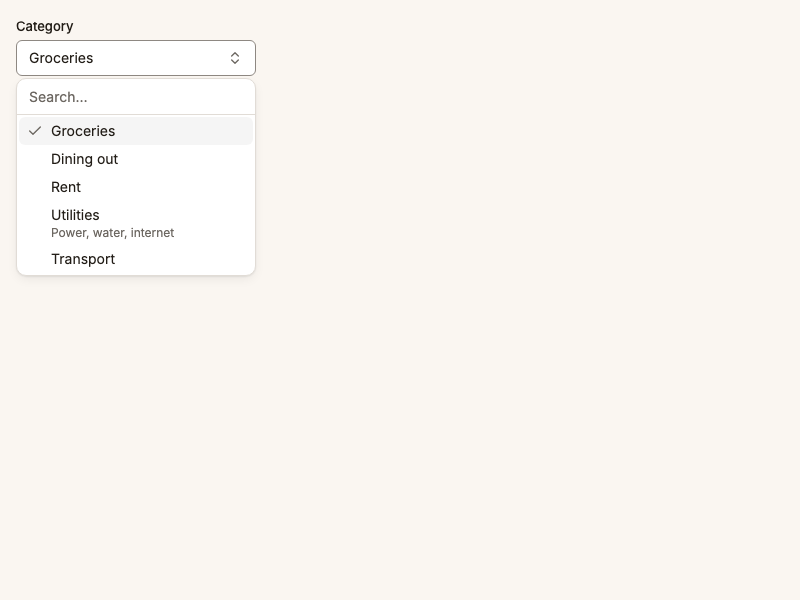 Category
Groceries
Search...
Groceries
Dining out
Rent
Utilities
Power, water, internet
Transport